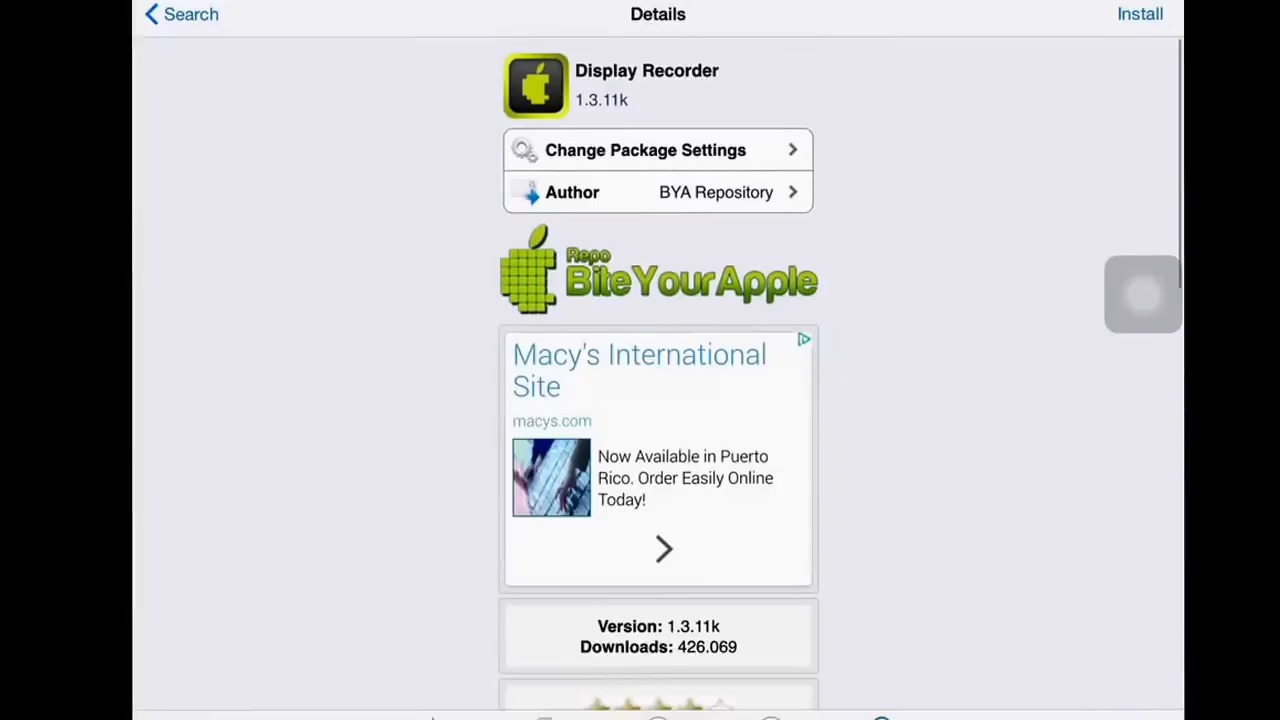 Search
Details
Install
Display Recorder
1.3.11k
Change Package Settings
Author BYA Repository
Repo
BiteYourApple
Macy's International
Site
macys.com
Now Available in Puerto
Rico. Order Easily Online
Today!
Version: 1.3.11k
Downloads: 426.069